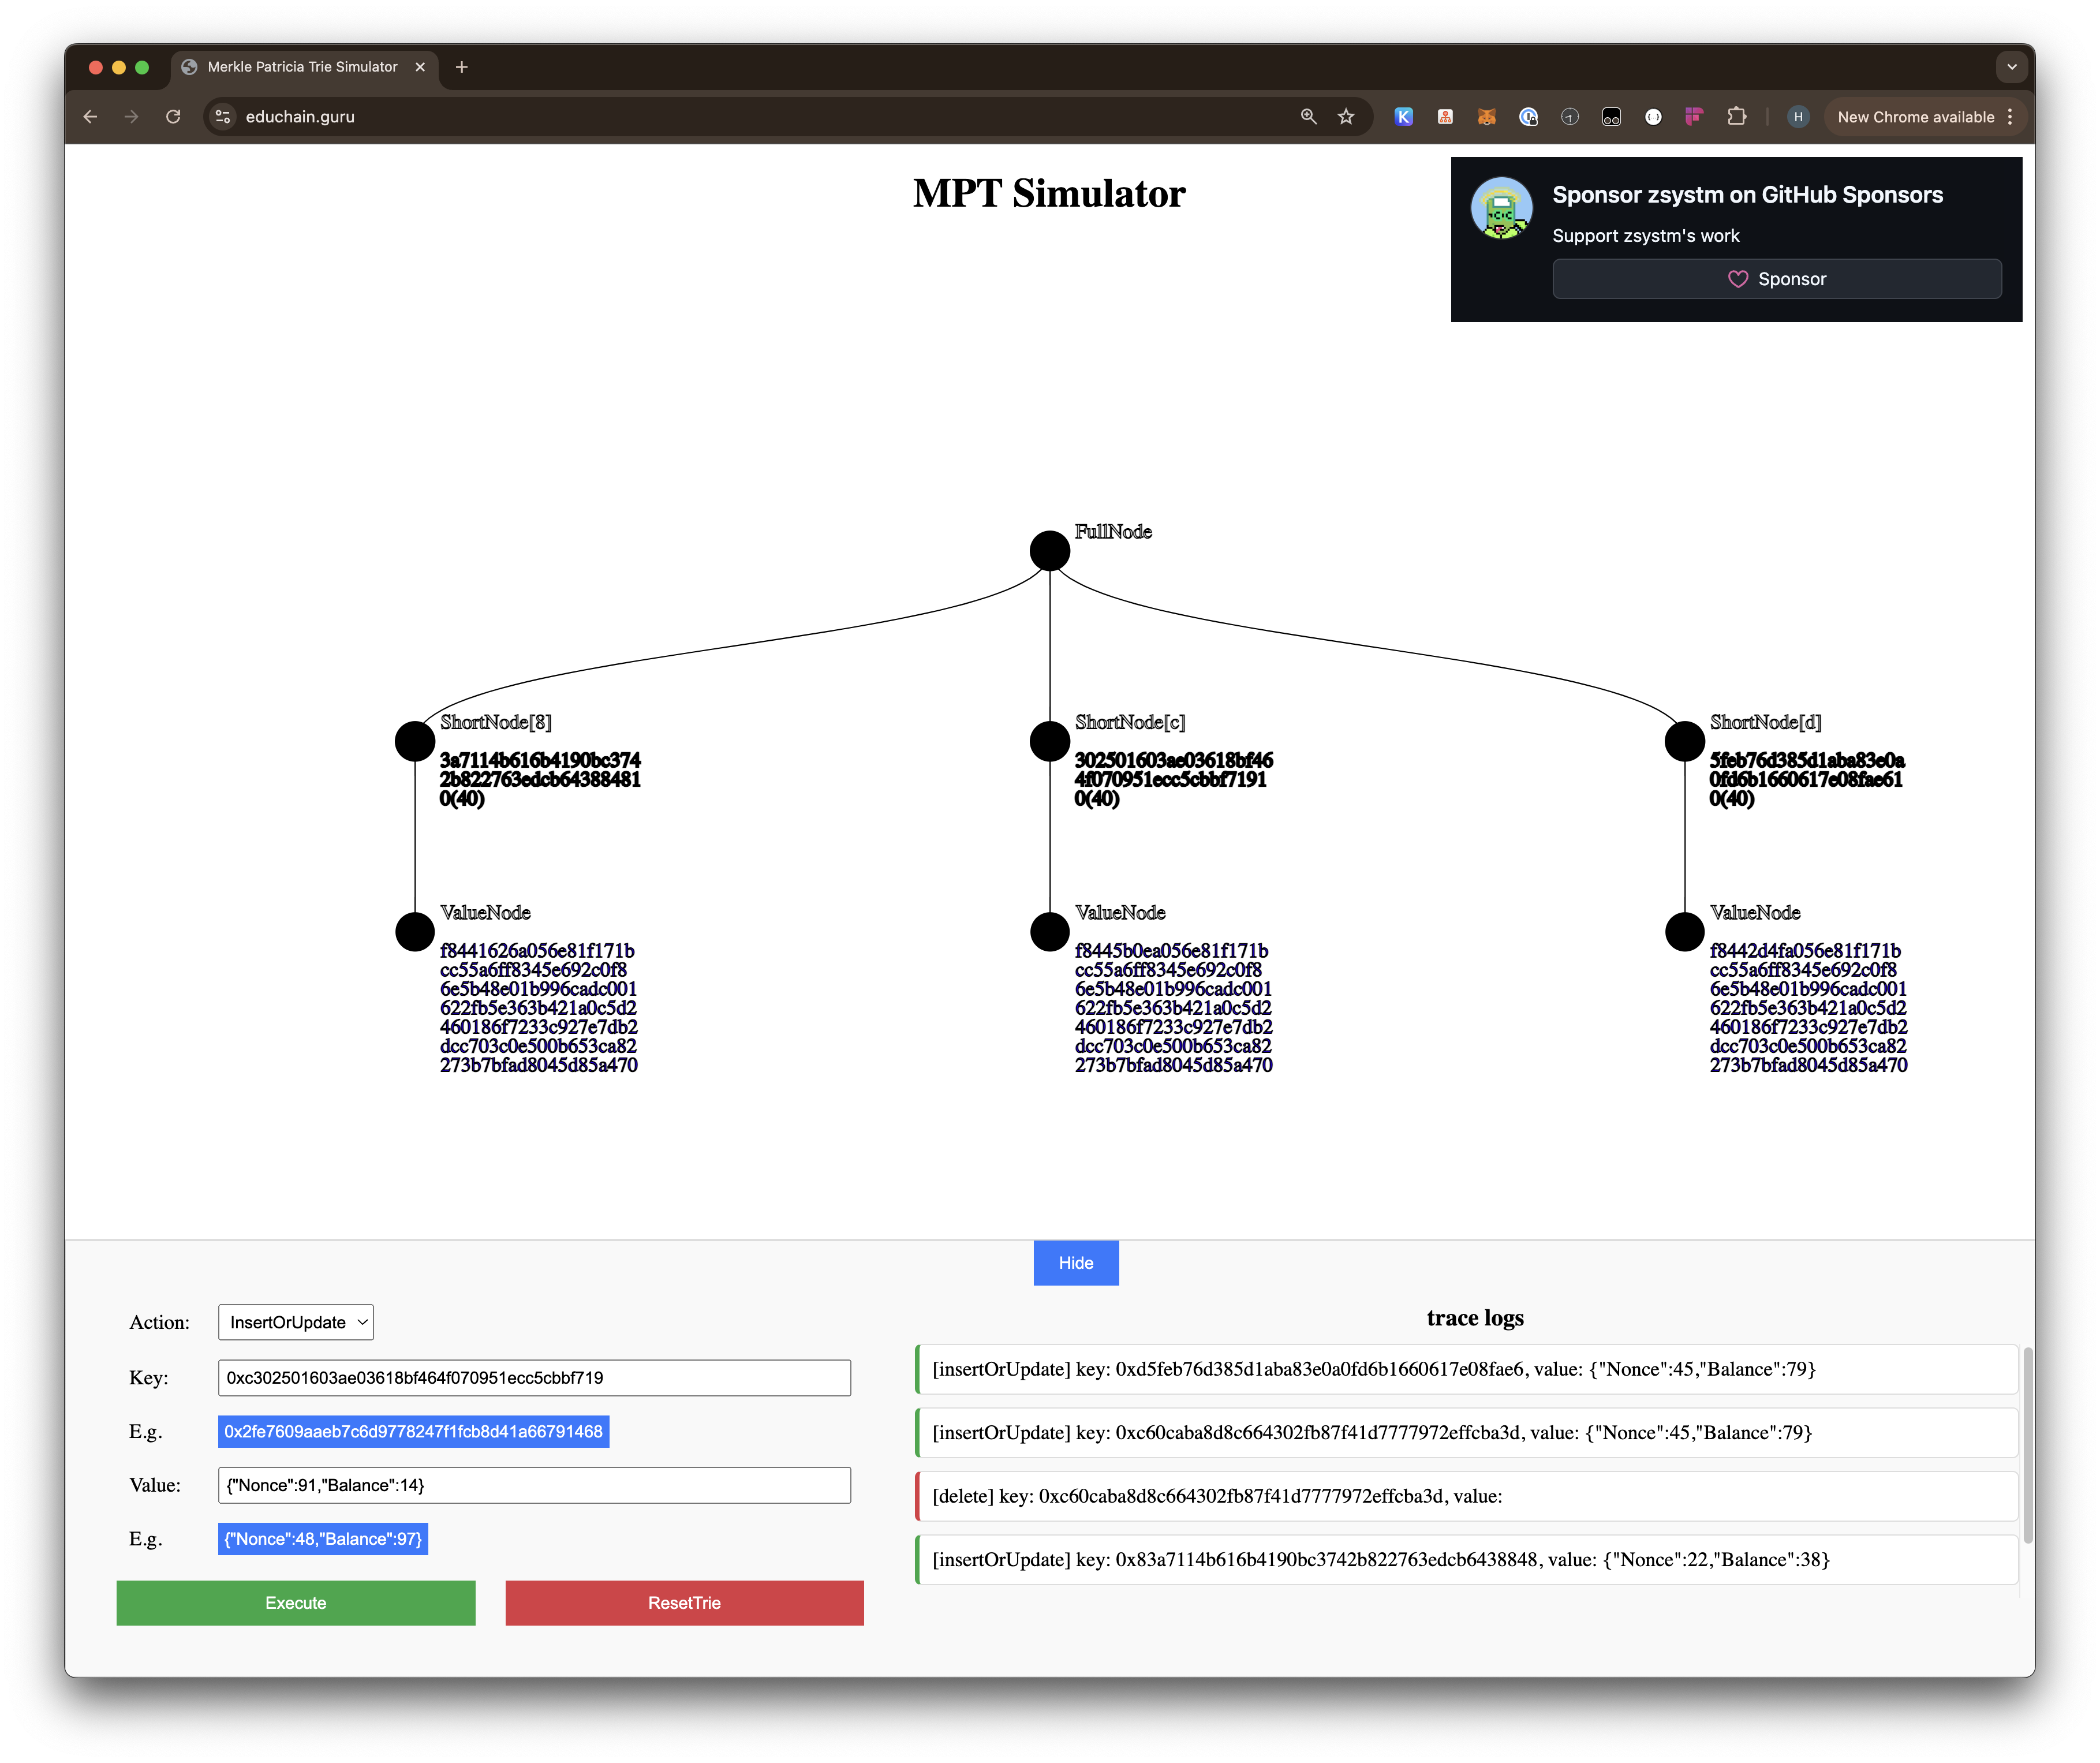 Merkle Patricia Trie Simulator
educhain.guru
H
New Chrome available
MPT Simulator
Sponsor zsystm on GitHub Sponsors
Support zsystm's work
Sponsor
FullNode
ShortNode[8]
3a7114b616b4190bc374
2b822763edcb64388481
0(40)
ShortNode[c]
302501603ae03618bf46
4f070951ecc5cbbf7191
0(40)
ShortNode[d]
5feb76d385d1aba83e0a
0fd6b1660617e08fae61
0(40)
ValueNode
f8441626a056e81f171b
cc55a6ff8345e692c0f8
6e5b48e01b996cadc001
622fb5e363b421a0c5d2
460186f7233c927e7db2
dcc703c0e500b653ca82
273b7bfad8045d85a470
ValueNode
f8445b0ea056e81f171b
cc55a6ff8345e692c0f8
6e5b48e01b996cadc001
622fb5e363b421a0c5d2
460186f7233c927e7db2
dcc703c0e500b653ca82
273b7bfad8045d85a470
ValueNode
f8442d4fa056e81f171b
cc55a6ff8345e692c0f8
6e5b48e01b996cadc001
622fb5e363b421a0c5d2
460186f7233c927e7db2
dcc703c0e500b653ca82
273b7bfad8045d85a470
Hide
Action: InsertOrUpdate
Key: 0xc302501603ae03618bf464f070951ecc5cbbf719
E.g. 0x2fe7609aaeb7c6d9778247f1fcb8d41a66791468
Value: {"Nonce":91,"Balance":14}
E.g. {"Nonce":48,"Balance":97}
Execute
ResetTrie
trace logs
[insertOrUpdate] key: 0xd5feb76d385d1aba83e0a0fd6b1660617e08fae6, value: {"Nonce":45,"Balance":79}
[insertOrUpdate] key: 0xc60caba8d8c664302fb87f41d7777972effcba3d, value: {"Nonce":45,"Balance":79}
[delete] key: 0xc60caba8d8c664302fb87f41d7777972effcba3d, value:
[insertOrUpdate] key: 0x83a7114b616b4190bc3742b822763edcb6438848, value: {"Nonce":22,"Balance":38}